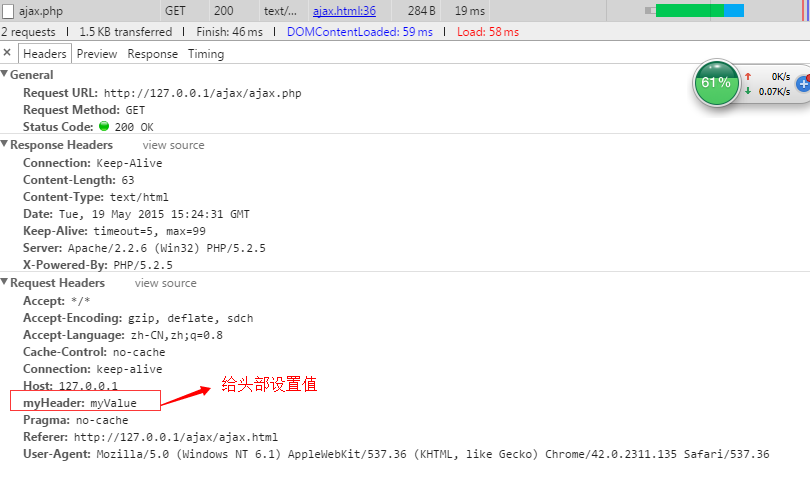 ajax.php GET 200 text/... ajax.html:36 284 B 19 ms
2 requests | 1.5 KB transferred | Finish: 46 ms | DOMContentLoaded: 59 ms | Load: 58 ms
× Headers Preview Response Timing
General
Request URL: http://127.0.0.1/ajax/ajax.php
Request Method: GET
Status Code: 200 OK
61% 0K/s
0.07K/s
Response Headers view source
Connection: Keep-Alive
Content-Length: 63
Content-Type: text/html
Date: Tue, 19 May 2015 15:24:31 GMT
Keep-Alive: timeout=5, max=99
Server: Apache/2.2.6 (Win32) PHP/5.2.5
X-Powered-By: PHP/5.2.5
Request Headers view source
Accept: */*
Accept-Encoding: gzip, deflate, sdch
Accept-Language: zh-CN,zh;q=0.8
Cache-Control: no-cache
Connection: keep-alive
Host: 127.0.0.1
给头部设置值
myHeader: myValue
Pragma: no-cache
Referer: http://127.0.0.1/ajax/ajax.html
User-Agent: Mozilla/5.0 (Windows NT 6.1) AppleWebKit/537.36 (KHTML, like Gecko) Chrome/42.0.2311.135 Safari/537.36